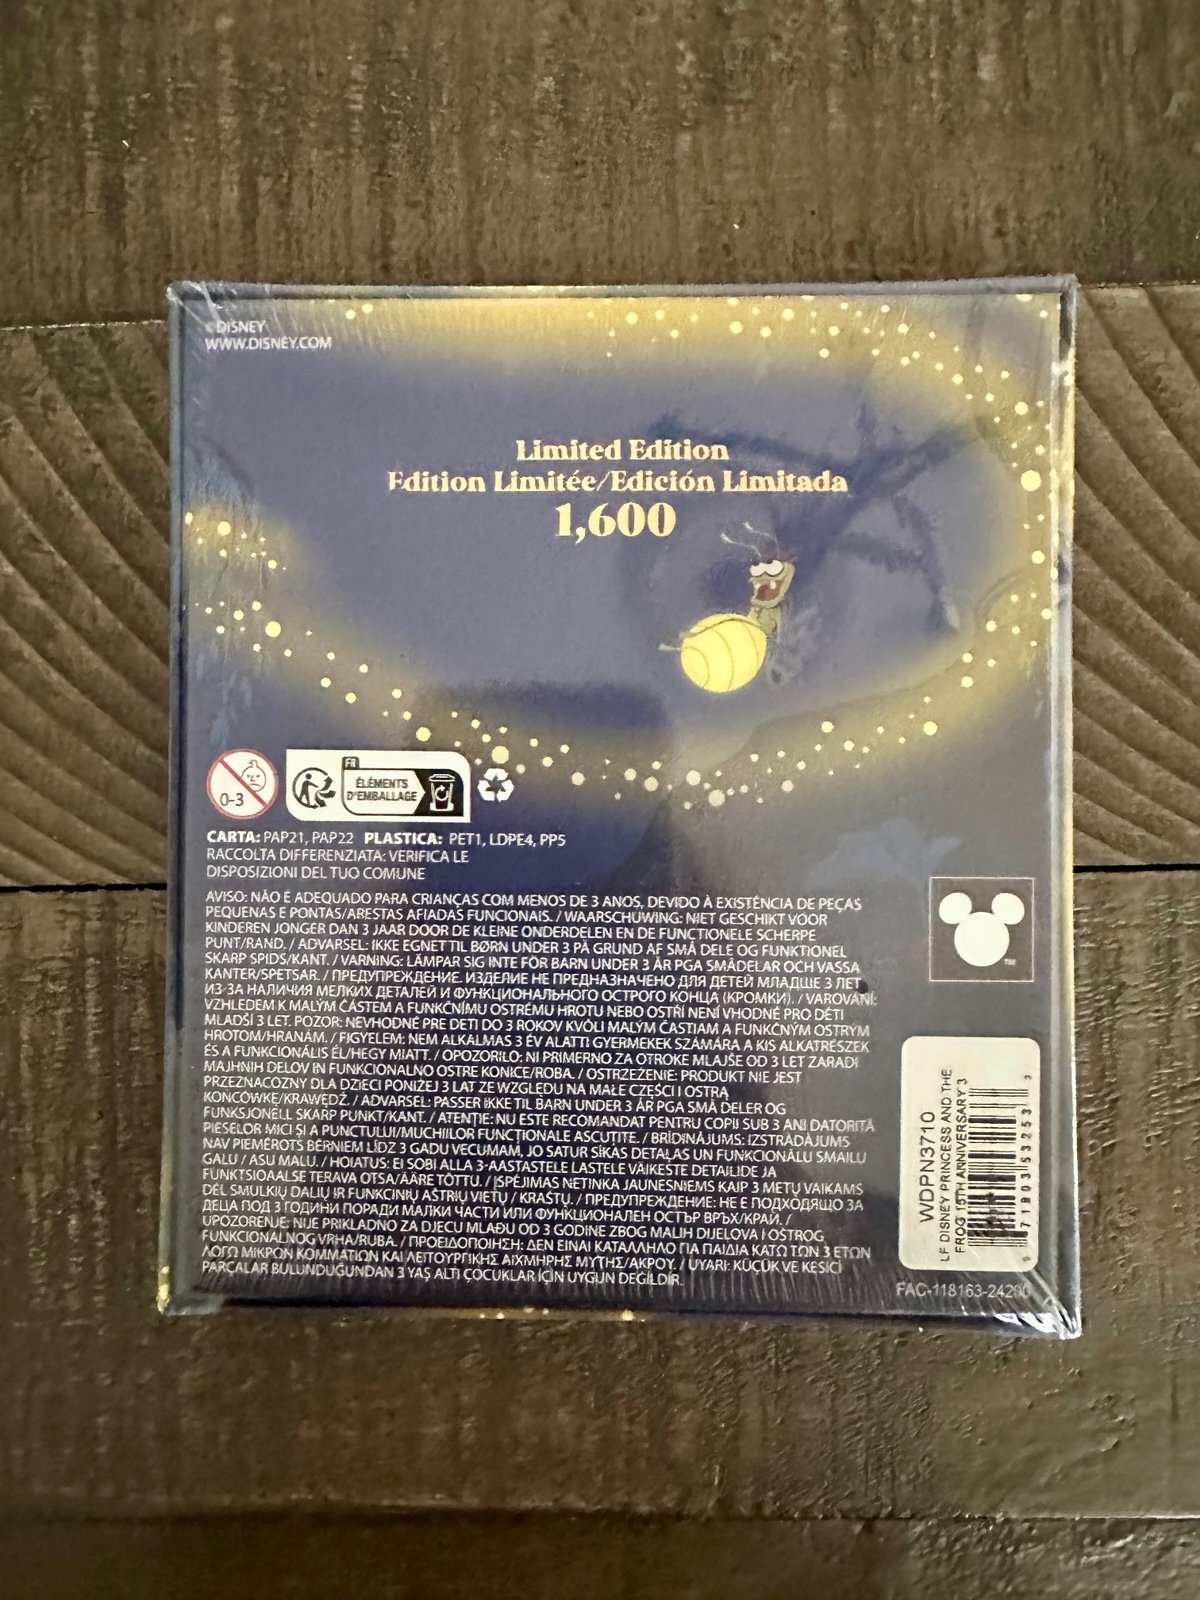 ©DISNEY
WWW.DISNEY.COM
Limited Edition
Edition Limitée/Edición Limitada
1,600
0-3
FR
ÉLÉMENTS
D'EMBALLAGE
CARTA: PAP21, PAP22 PLASTICA: PET1, LDPE4, PP5
RACCOLTA DIFFERENZIATA: VERIFICA LE
DISPOSIZIONI DEL TUO COMUNE
AVISO: NÃO É ADEQUADO PARA CRIANÇAS COM MENOS DE 3 ANOS, DEVIDO À EXISTÊNCIA DE PEÇAS
PEQUENAS E PONTAS/ARESTAS AFIADAS FUNCIONAIS. / WAARSCHUWING: NIET GESCHIKT VOOR
KINDEREN JONGER DAN 3 JAAR DOOR DE KLEINE ONDERDELEN EN DE FUNCTIONELE SCHERPE
PUNT/RAND. / ADVARSEL: IKKE EGNET TIL BØRN UNDER 3 PÅ GRUND AF SMÅ DELE OG FUNKTIONEL
SKARP SPIDS/KANT. / VARNING: LÄMPAR SIG INTE FÖR BARN UNDER 3 ÅR PGA SMÅDELAR OCH VASSA
KANTER/SPETSAR. / ПРЕДУПРЕЖДЕНИЕ. ИЗДЕЛИЕ НЕ ПРЕДНАЗНАЧЕНО ДЛЯ ДЕТЕЙ МЛАДШЕ 3 ЛЕТ
ИЗ-ЗА НАЛИЧИЯ МЕЛКИХ ДЕТАЛЕЙ И ФУНКЦИОНАЛЬНОГО ОСТРОГО КОНЦА (КРОМКИ). / VAROVÁNÍ:
VZHLEDEM K MALÝM ČÁSTEM A FUNKČNÍMU OSTRÉMU HROTU NEBO OSTŘÍ NENÍ VHODNÉ PRO DĚTI
MLADŠÍ 3 LET. POZOR: NEVHODNÉ PRE DETI DO 3 ROKOV KVÔLI MALÝM ČASTIAM A FUNKČNÝM OSTRÝM
HROTOM/HRANÁM. / FIGYELEM: NEM ALKALMAS 3 ÉV ALATTI GYERMEKEK SZÁMÁRA A KIS ALKATRÉSZEK
ÉS A FUNKCIONÁLIS ÉL/HEGY MIATT. / OPOZORILO: NI PRIMERNO ZA OTROKE MLAJŠE OD 3 LET ZARADI
MAJHNIH DELOV IN FUNKCIONALNO OSTRE KONICE/ROBA. / OSTRZEŻENIE: PRODUKT NIE JEST
PRZEZNACZONY DLA DZIECI PONIŻEJ 3 LAT ZE WZGLĘDU NA MAŁE CZĘŚCI I OSTRĄ
KOŃCÓWKĘ/KRAWĘDŹ. / ADVARSEL: PASSER IKKE TIL BARN UNDER 3 ÅR PGA SMÅ DELER OG
FUNKSJONELL SKARP PUNKT/KANT. / ATENȚIE: NU ESTE RECOMANDAT PENTRU COPII SUB 3 ANI DATORITĂ
PIESELOR MICI ȘI A PUNCTULUI/MUCHIILOR FUNCȚIONALE ASCUȚITE. / BRĪDINĀJUMS: IZSTRĀDĀJUMS
NAV PIEMĒROTS BĒRNIEM LĪDZ 3 GADU VECUMAM, JO SATUR SĪKAS DETAĻAS UN FUNKCIONĀLU SMAILU
GALU / ASU MALU. / HOIATUS: EI SOBI ALLA 3-AASTASTELE LASTELE VÄIKESTE DETAILIDE JA
FUNKTSIOAALSE TERAVA OTSA/ÄÄRE TÕTTU. / ĮSPĖJIMAS NETINKA JAUNESNIEMS KAIP 3 METŲ VAIKAMS
DĖL SMULKIŲ DALIŲ IR FUNKCINIŲ AŠTRIŲ VIETŲ / KRAŠTŲ. / ПРЕДУПРЕЖДЕНИЕ: НЕ Е ПОДХОДЯЩО ЗА
ДЕЦА ПОД 3 ГОДИНИ ПОРАДИ МАЛКИ ЧАСТИ ИЛИ ФУНКЦИОНАЛЕН ОСТЪР ВРЪХ/КРАЙ. /
UPOZORENJE: NIJE PRIKLADNO ZA DJECU MLAĐU OD 3 GODINE ZBOG MALIH DIJELOVA I OŠTROG
FUNKCIONALNOG VRHA/RUBA. / ΠΡΟΕΙΔΟΠΟΙΗΣΗ: ΔΕΝ ΕΙΝΑΙ ΚΑΤΑΛΛΗΛΟ ΓΙΑ ΠΑΙΔΙΑ ΚΑΤΩ ΤΩΝ 3 ΕΤΩΝ
ΛΟΓΩ ΜΙΚΡΩΝ ΚΟΜΜΑΤΙΩΝ ΚΑΙ ΛΕΙΤΟΥΡΓΙΚΗΣ ΑΙΧΜΗΡΗΣ ΜΥΤΗΣ/ΑΚΡΟΥ. / UYARI: KÜÇÜK VE KESİCİ
PARÇALAR BULUNDUĞUNDAN 3 YAŞ ALTI ÇOCUKLAR İÇİN UYGUN DEĞİLDİR.
TM
WDPIN3710
LF DISNEY PRINCESS AND THE
FROG 15TH ANNIVERSARY 3
FAC-118163-24200